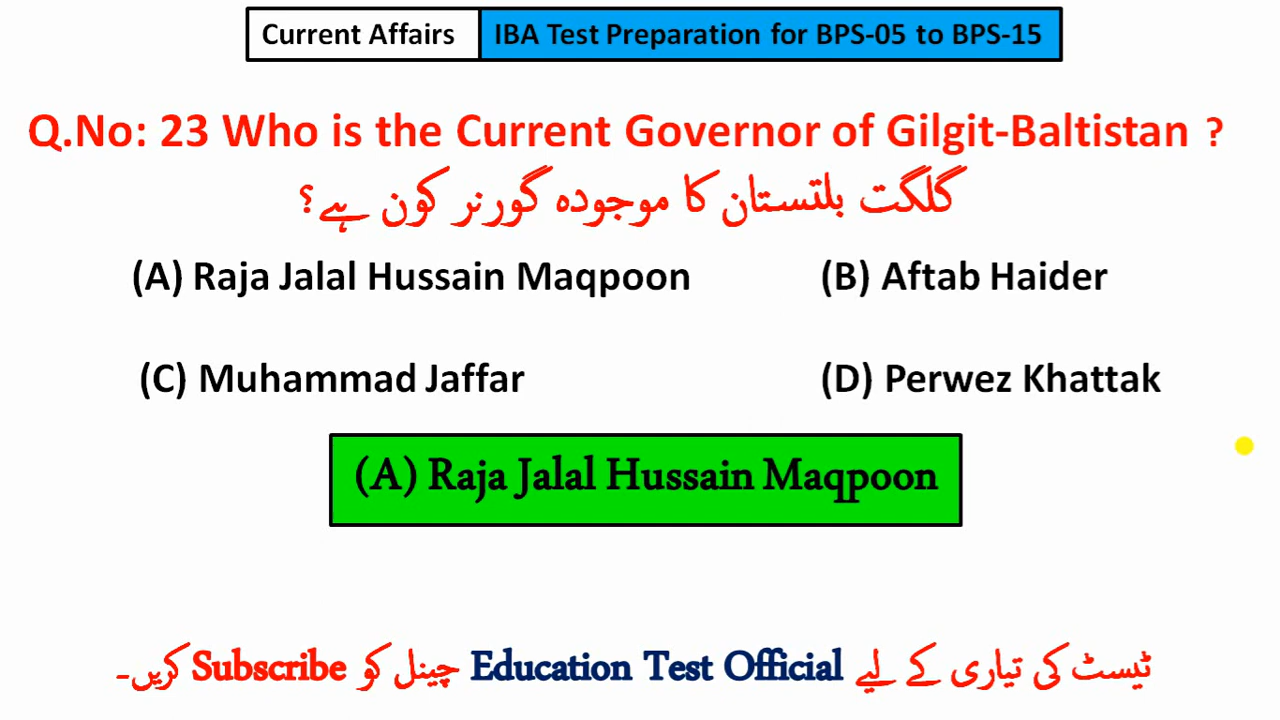 Current Affairs IBA Test Preparation for BPS-05 to BPS-15
Q.No: 23 Who is the Current Governor of Gilgit-Baltistan ?
گلگت بلتستان کا موجودہ گورنر کون ہے؟
(A) Raja Jalal Hussain Maqpoon (B) Aftab Haider
(C) Muhammad Jaffar (D) Perwez Khattak
(A) Raja Jalal Hussain Maqpoon
ٹیسٹ کی تیاری کے لیے Education Test Official چینل کو Subscribe کریں۔